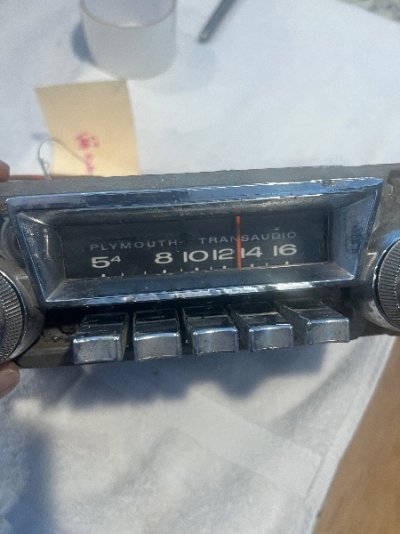 PLYMOUTH- TRANSAUDIO
54 8 10 12 14 16